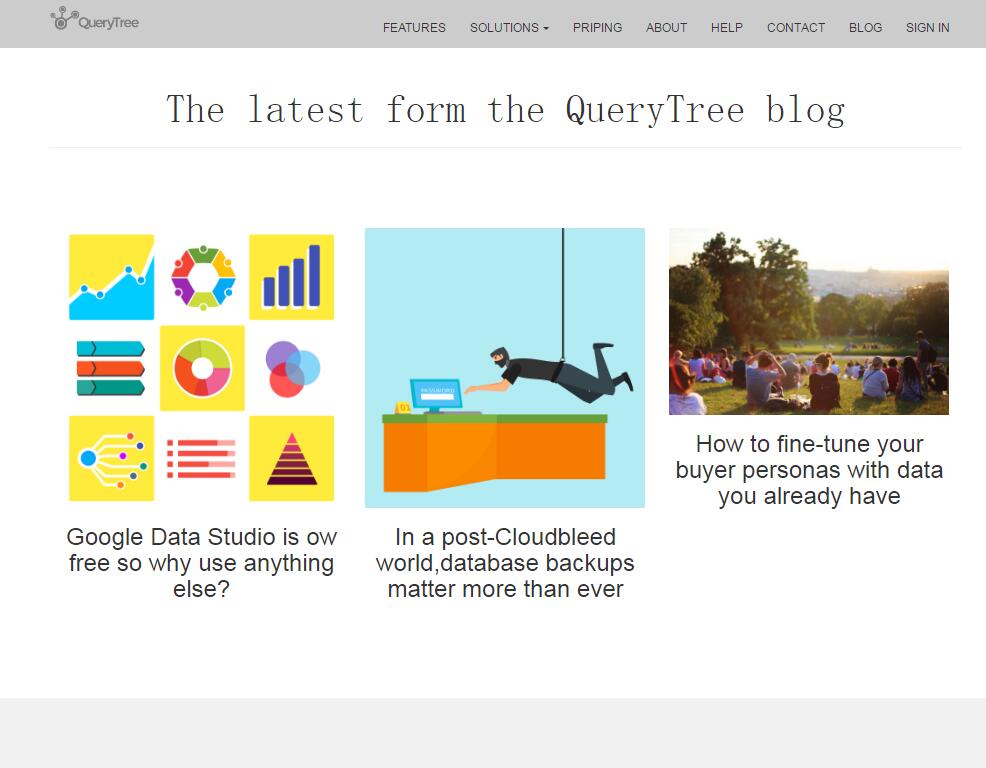 QueryTree
FEATURES SOLUTIONS PRIPING ABOUT HELP CONTACT BLOG SIGN IN
The latest form the QueryTree blog
PASSWORD
01
Google Data Studio is ow
free so why use anything
else?
In a post-Cloudbleed
world,database backups
matter more than ever
How to fine-tune your
buyer personas with data
you already have